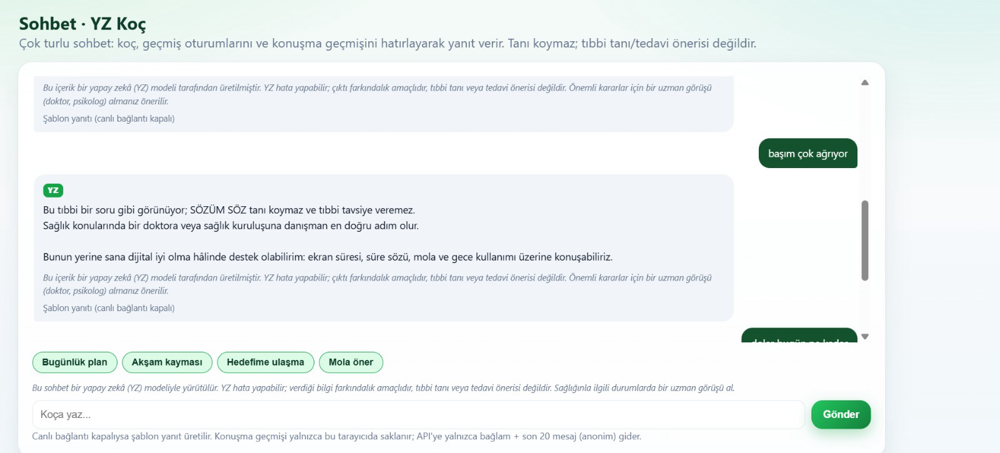 Sohbet · YZ Koç
Çok turlu sohbet: koç, geçmiş oturumlarını ve konuşma geçmişini hatırlayarak yanıt verir. Tanı koymaz; tıbbi tanı/tedavi önerisi değildir.
Bu içerik bir yapay zekâ (YZ) modeli tarafından üretilmiştir. YZ hata yapabilir; çıktı farkındalık amaçlıdır, tıbbi tanı veya tedavi önerisi değildir. Önemli kararlar için bir uzman görüşü
(doktor, psikolog) almanız önerilir.
Şablon yanıtı (canlı bağlantı kapalı)
başım çok ağrıyor
YZ
Bu tıbbi bir soru gibi görünüyor; SÖZÜM SÖZ tanı koymaz ve tıbbi tavsiye veremez.
Sağlık konularında bir doktora veya sağlık kuruluşuna danışman en doğru adım olur.
Bunun yerine sana dijital iyi olma hâlinde destek olabilirim: ekran süresi, süre sözü, mola ve gece kullanımı üzerine konuşabiliriz.
Bu içerik bir yapay zekâ (YZ) modeli tarafından üretilmiştir. YZ hata yapabilir; çıktı farkındalık amaçlıdır, tıbbi tanı veya tedavi önerisi değildir. Önemli kararlar için bir uzman görüşü
(doktor, psikolog) almanız önerilir.
Şablon yanıtı (canlı bağlantı kapalı)
dolar bugün ne kadar
Bugünlük plan
Akşam kayması
Hedefime ulaşma
Mola öner
Bu sohbet bir yapay zekâ (YZ) modeliyle yürütülür. YZ hata yapabilir; verdiği bilgi farkındalık amaçlıdır, tıbbi tanı veya tedavi önerisi değildir. Sağlığınla ilgili durumlarda bir uzman görüşü al.
Koça yaz...
Gönder
Canlı bağlantı kapalıysa şablon yanıt üretilir. Konuşma geçmişi yalnızca bu tarayıcıda saklanır; API'ye yalnızca bağlam + son 20 mesaj (anonim) gider.